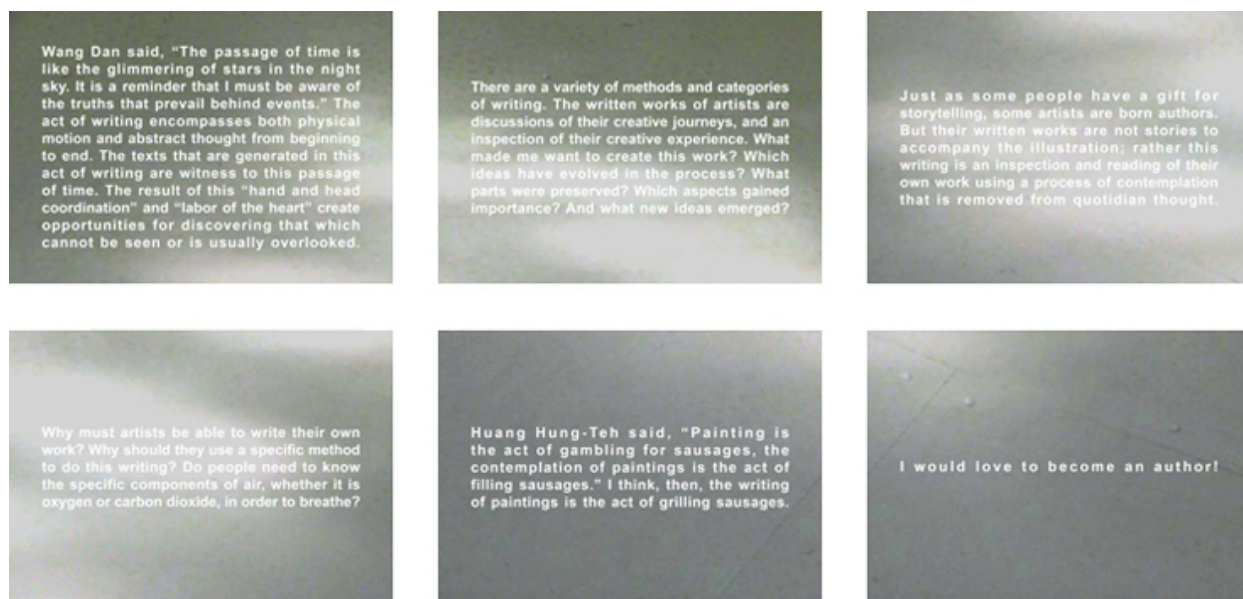 Wang Dan said, “The passage of time is
like the glimmering of stars in the night
sky. It is a reminder that I must be aware of
the truths that prevail behind events.” The
act of writing encompasses both physical
motion and abstract thought from beginning
to end. The texts that are generated in this
act of writing are witness to this passage
of time. The result of this “hand and head
coordination” and “labor of the heart” create
opportunities for discovering that which
cannot be seen or is usually overlooked.
There are a variety of methods and categories
of writing. The written works of artists are
discussions of their creative journeys, and an
inspection of their creative experience. What
made me want to create this work? Which
ideas have evolved in the process? What
parts were preserved? Which aspects gained
importance? And what new ideas emerged?
Just as some people have a gift for
storytelling, some artists are born authors.
But their written works are not stories to
accompany the illustration; rather this
writing is an inspection and reading of their
own work using a process of contemplation
that is removed from quotidian thought.
Why must artists be able to write their own
work? Why should they use a specific method
to do this writing? Do people need to know
the specific components of air, whether it is
oxygen or carbon dioxide, in order to breathe?
Huang Hung-Teh said, “Painting is
the act of gambling for sausages, the
contemplation of paintings is the act of
filling sausages.” I think, then, the writing
of paintings is the act of grilling sausages.
I would love to become an author!